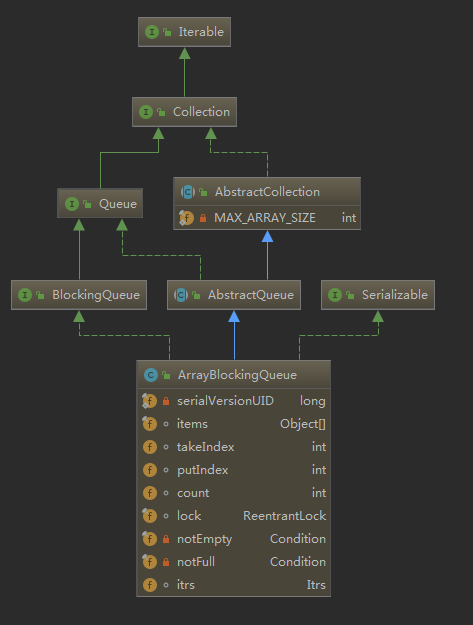 Iterable
Collection
Queue
AbstractCollection
MAX_ARRAY_SIZE int
BlockingQueue
AbstractQueue
Serializable
ArrayBlockingQueue
serialVersionUID long
items Object[]
takeIndex int
putIndex int
count int
lock ReentrantLock
notEmpty Condition
notFull Condition
itrs Itrs